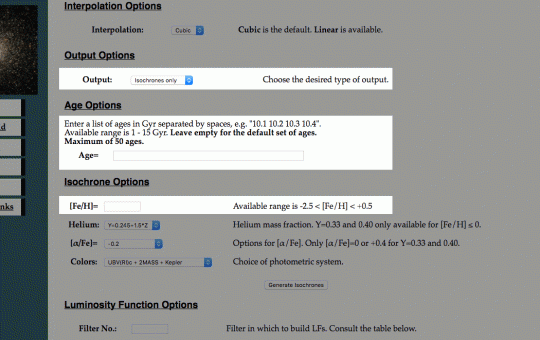 Interpolation Options
Interpolation: Cubic Cubic is the default. Linear is available.
Output Options
Output: Isochrones only Choose the desired type of output.
Age Options
Enter a list of ages in Gyr separated by spaces, e.g. "10.1 10.2 10.3 10.4".
Available range is 1 - 15 Gyr. Leave empty for the default set of ages.
Maximum of 50 ages.
Age=
Isochrone Options
[Fe/H]= Available range is -2.5 < [Fe/H] < +0.5
Helium: Y=0.245+1.5*Z Helium mass fraction. Y=0.33 and 0.40 only available for [Fe/H] ≤ 0.
[α/Fe]= -0.2 Options for [α/Fe]. Only [α/Fe]=0 or +0.4 for Y=0.33 and 0.40.
Colors: UBV(RI)c + 2MASS + Kepler Choice of photometric system.
Generate Isochrones
Luminosity Function Options
Filter No.: Filter in which to build LFs. Consult the table below.